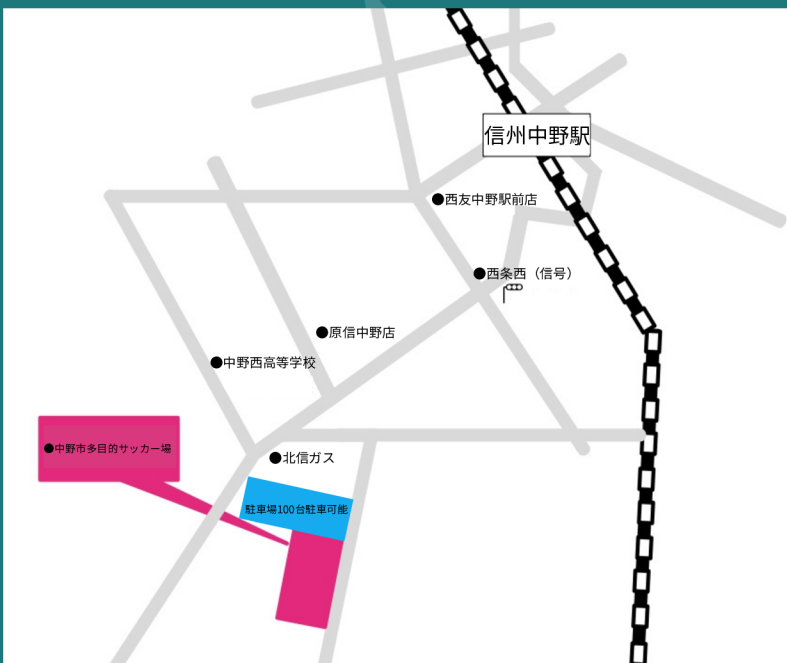 信州中野駅
●西友中野駅前店
●西条西（信号）
●原信中野店
●中野西高等学校
●中野市多目的サッカー場
●北信ガス
駐車場100台駐車可能